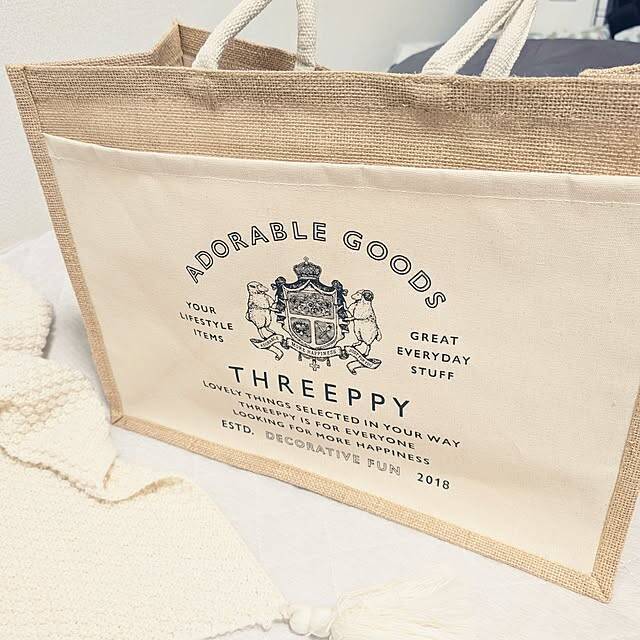 ADORABLE GOODS
YOUR
LIFESTYLE
ITEMS
GREAT
EVERYDAY
STUFF
HAPPINESS
THREEPPY
LOVELY THINGS SELECTED IN YOUR WAY
THREEPPY IS FOR EVERYONE
LOOKING FOR MORE HAPPINESS
ESTD. DECORATIVE FUN 2018